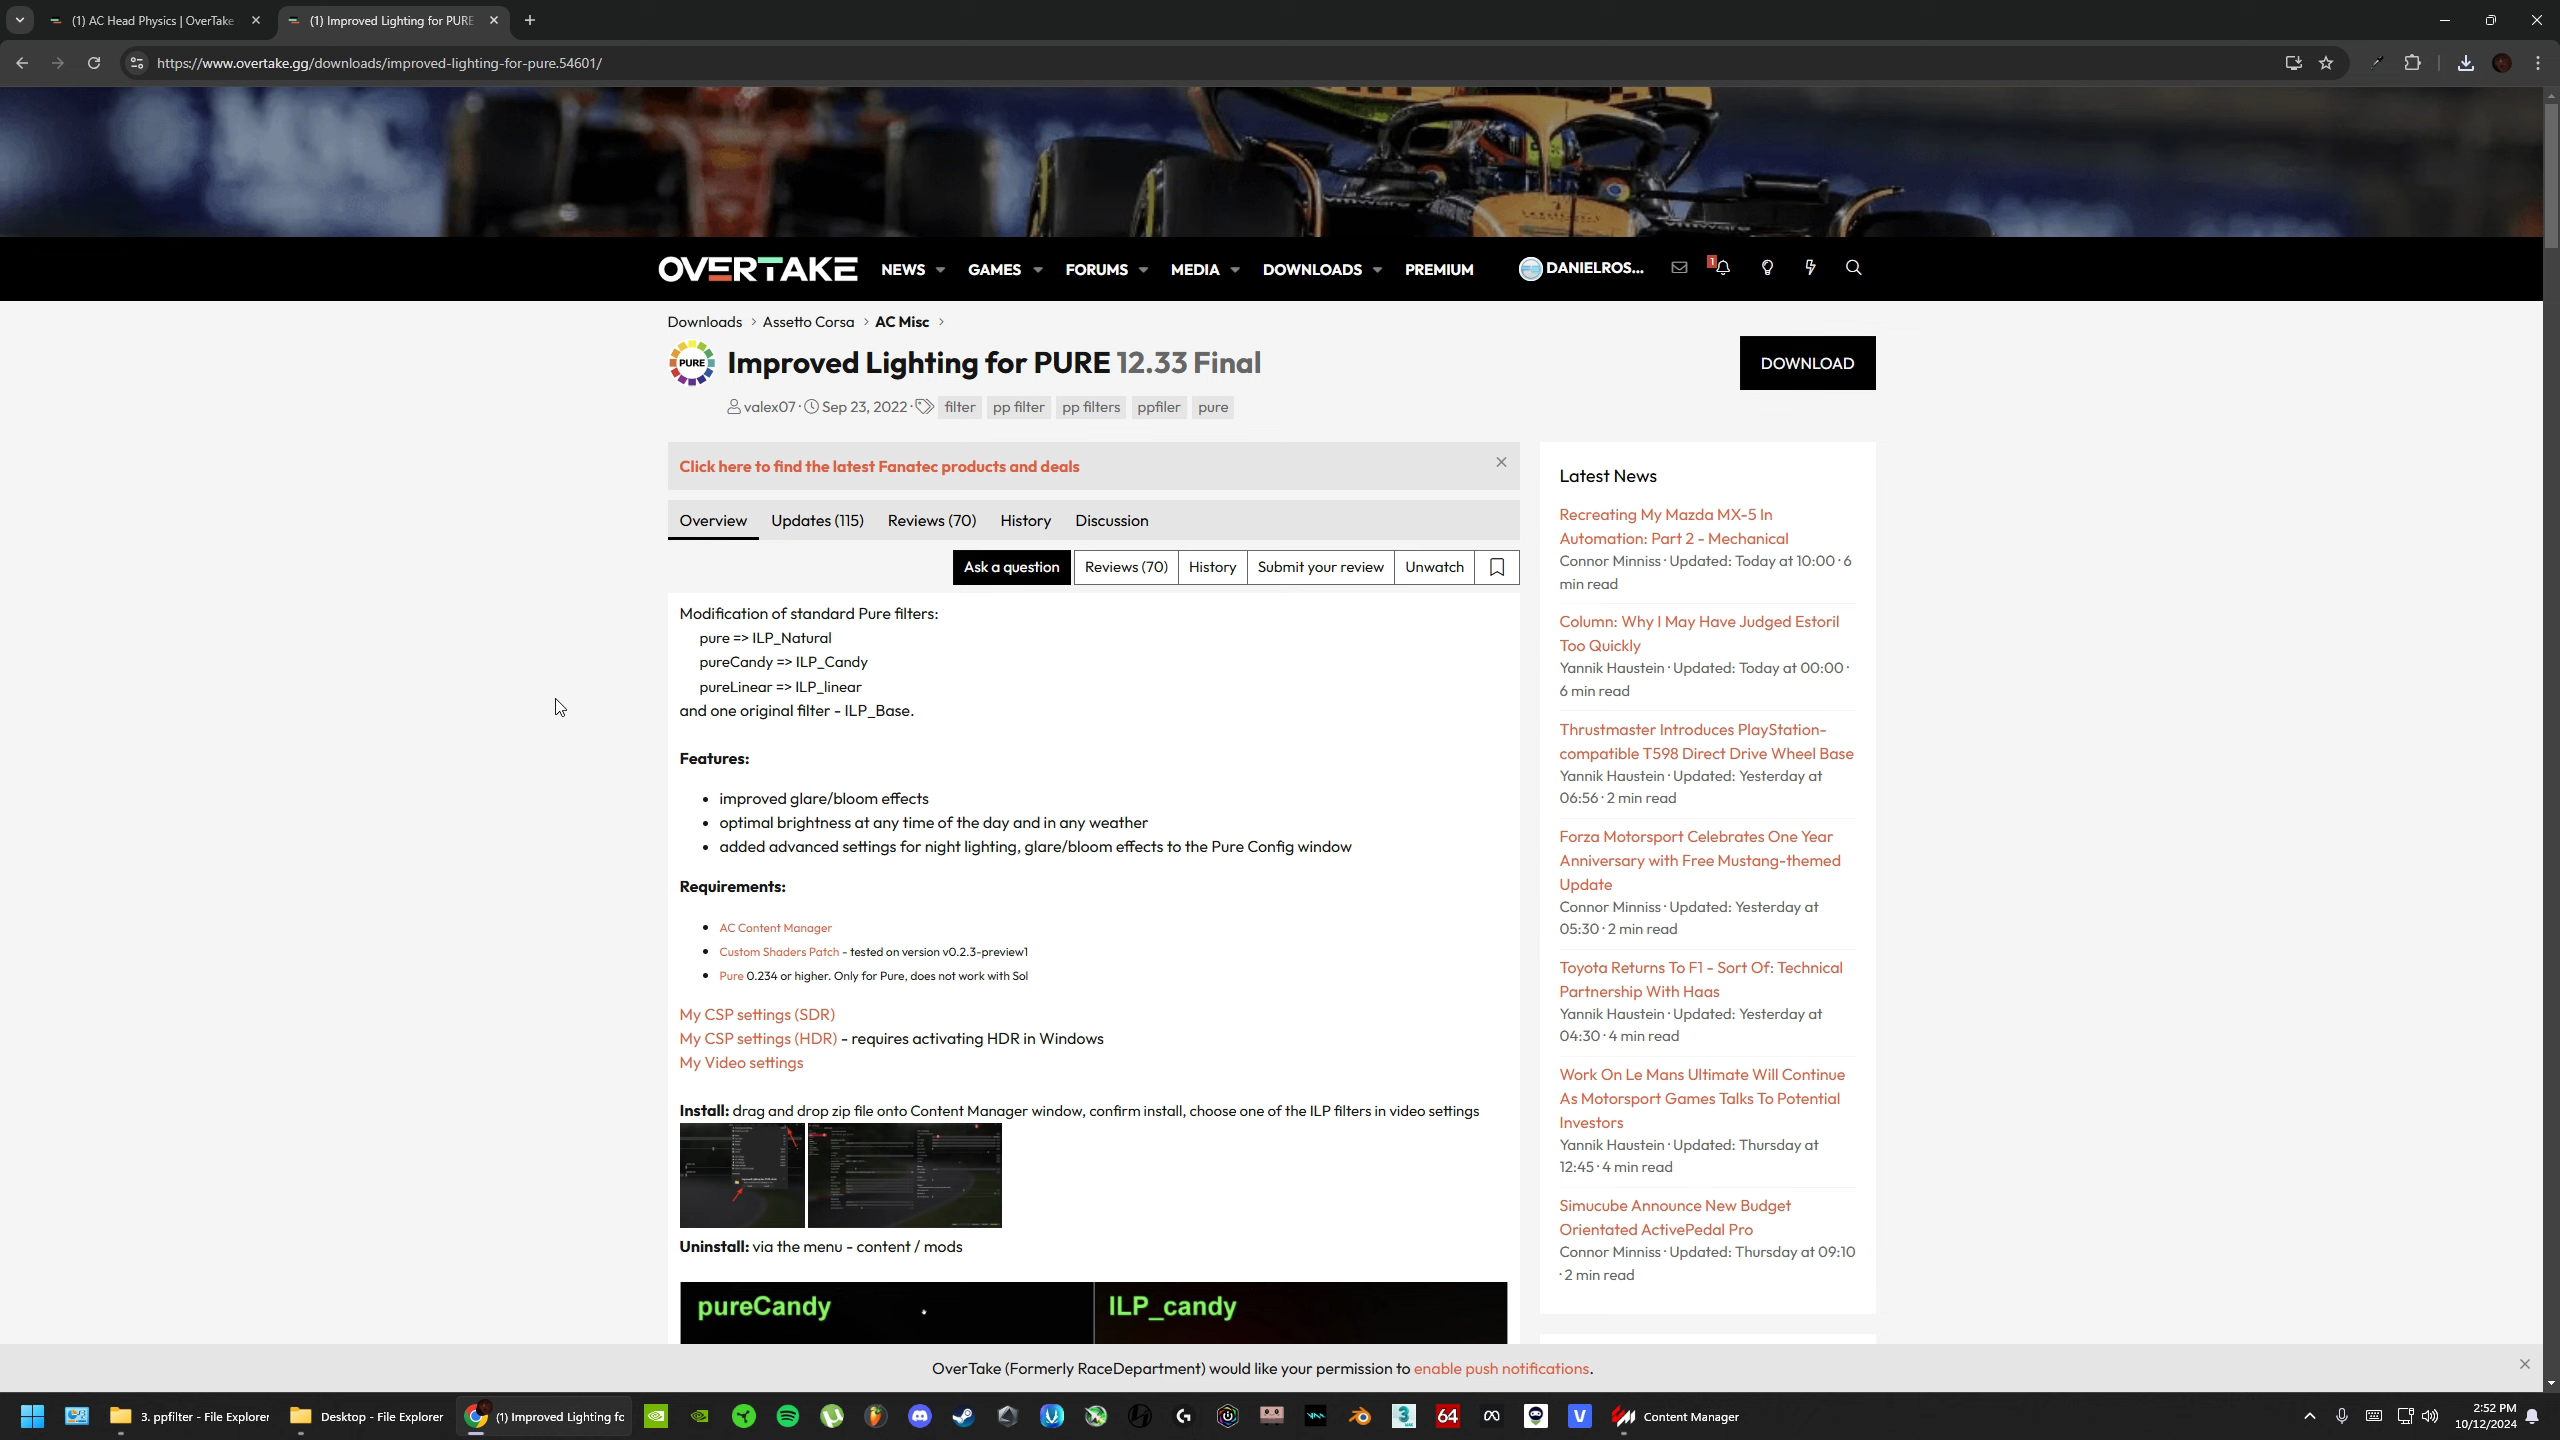 (1) AC Head Physics | OverTake
(1) Improved Lighting for PURE
https://www.overtake.gg/downloads/improved-lighting-for-pure.54601/
OVERTAKE
NEWS
GAMES
FORUMS
MEDIA
DOWNLOADS
PREMIUM
DANIELROS...
1
Downloads > Assetto Corsa > AC Misc >
PURE
Improved Lighting for PURE 12.33 Final
DOWNLOAD
valex07 · Sep 23, 2022 · filter pp filter pp filters ppfiler pure
Click here to find the latest Fanatec products and deals
Overview Updates (115) Reviews (70) History Discussion
Ask a question Reviews (70) History Submit your review Unwatch
Modification of standard Pure filters:
pure => ILP_Natural
pureCandy => ILP_Candy
pureLinear => ILP_linear
and one original filter - ILP_Base.
Features:
• improved glare/bloom effects
• optimal brightness at any time of the day and in any weather
• added advanced settings for night lighting, glare/bloom effects to the Pure Config window
Requirements:
• AC Content Manager
• Custom Shaders Patch - tested on version v0.2.3-preview1
• Pure 0.234 or higher. Only for Pure, does not work with Sol
My CSP settings (SDR)
My CSP settings (HDR) - requires activating HDR in Windows
My Video settings
Install: drag and drop zip file onto Content Manager window, confirm install, choose one of the ILP filters in video settings
Uninstall: via the menu - content / mods
pureCandy
ILP_candy
Latest News
Recreating My Mazda MX-5 In
Automation: Part 2 - Mechanical
Connor Minniss · Updated: Today at 10:00 · 6
min read
Column: Why I May Have Judged Estoril
Too Quickly
Yannik Haustein · Updated: Today at 00:00 ·
6 min read
Thrustmaster Introduces PlayStation-
compatible T598 Direct Drive Wheel Base
Yannik Haustein · Updated: Yesterday at
06:56 · 2 min read
Forza Motorsport Celebrates One Year
Anniversary with Free Mustang-themed
Update
Connor Minniss · Updated: Yesterday at
05:30 · 2 min read
Toyota Returns To F1 - Sort Of: Technical
Partnership With Haas
Yannik Haustein · Updated: Yesterday at
04:30 · 4 min read
Work On Le Mans Ultimate Will Continue
As Motorsport Games Talks To Potential
Investors
Yannik Haustein · Updated: Thursday at
12:45 · 4 min read
Simucube Announce New Budget
Orientated ActivePedal Pro
Connor Minniss · Updated: Thursday at 09:10
· 2 min read
OverTake (Formerly RaceDepartment) would like your permission to enable push notifications.
3. ppfilter - File Explorer
Desktop - File Explorer
(1) Improved Lighting fo
3
64
V
Content Manager
2:52 PM
10/12/2024